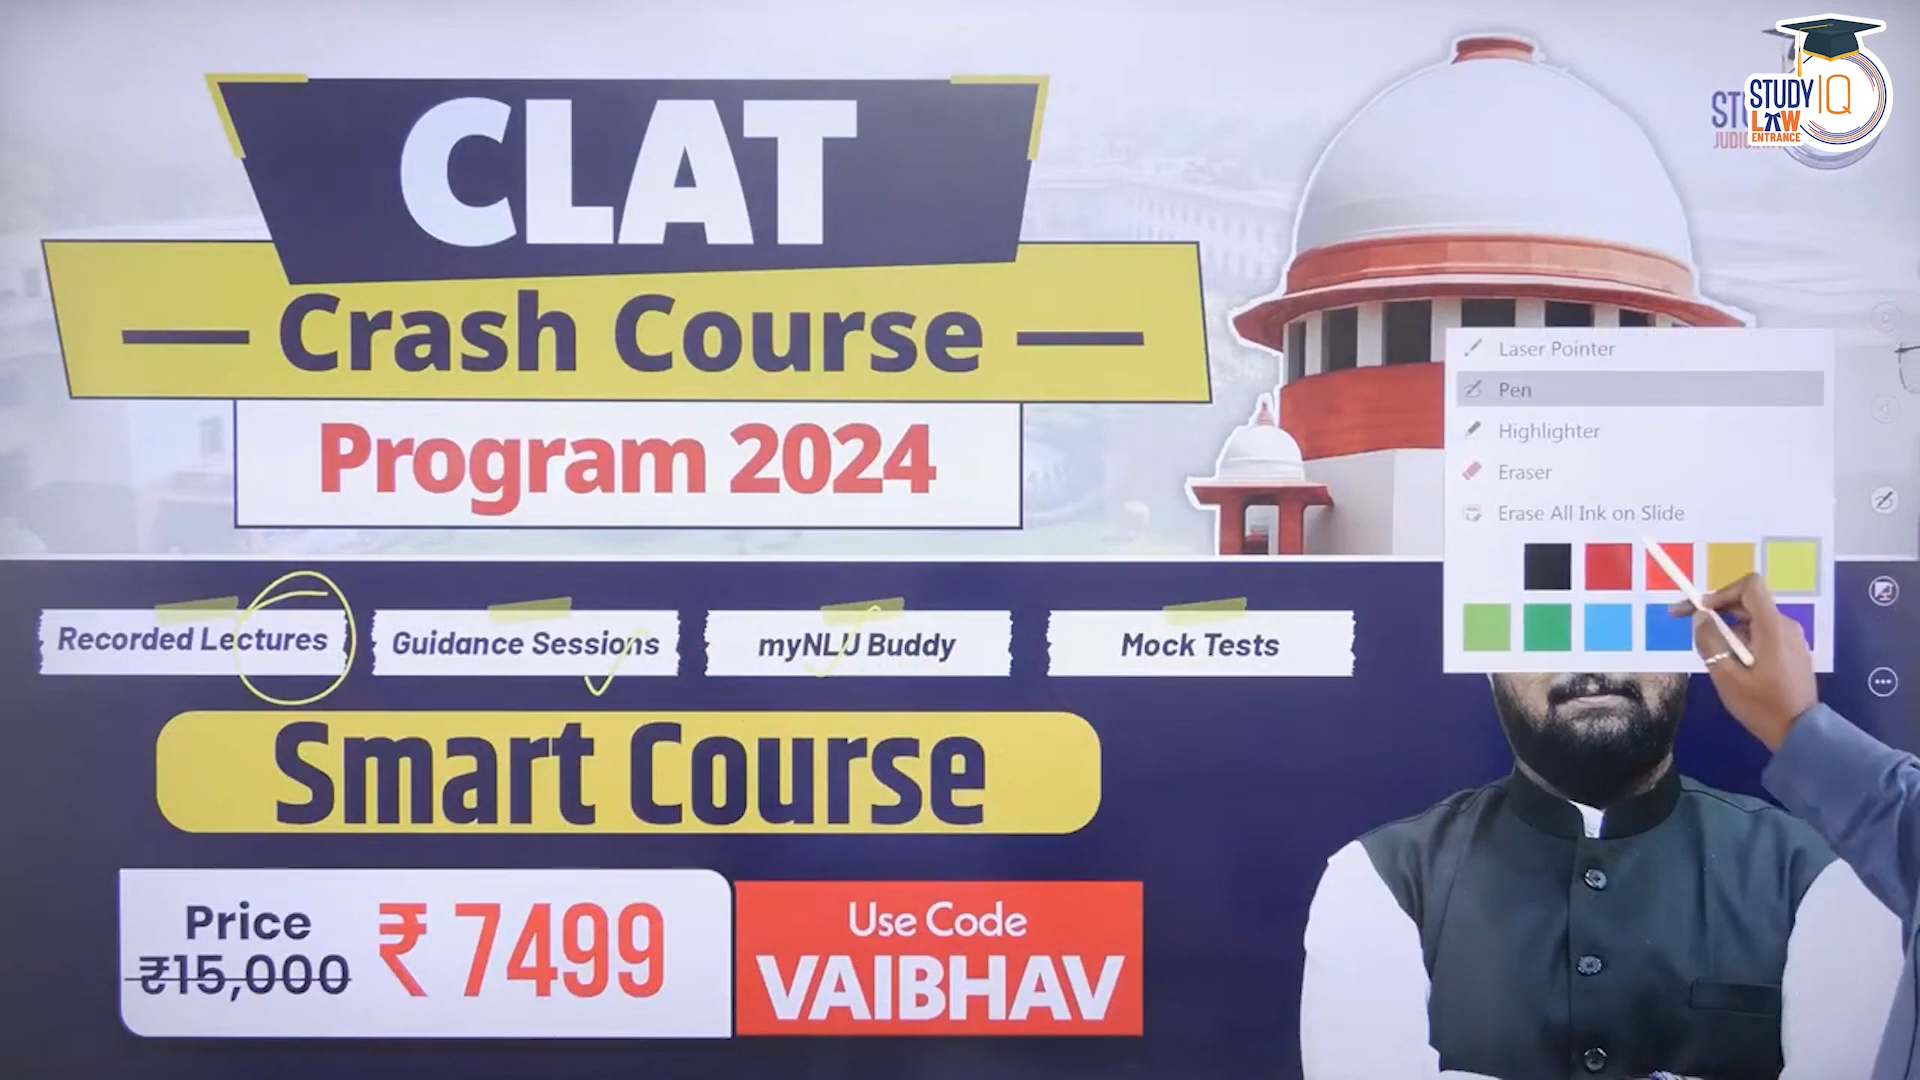 CLAT
Crash Course
Program 2024
STUDY IQ
LAW
ENTRANCE
Laser Pointer
Pen
Highlighter
Eraser
Erase All Ink on Slide
Recorded Lectures
Guidance Sessions
myNLU Buddy
Mock Tests
Smart Course
Price
₹15,000
₹ 7499
Use Code
VAIBHAV